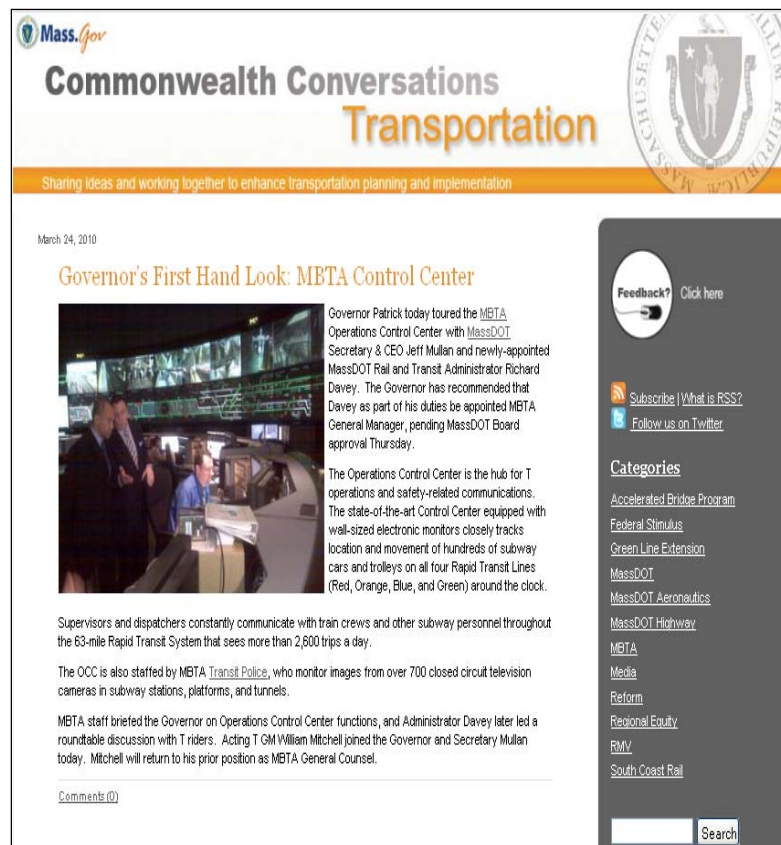 Mass.Gov
Commonwealth Conversations
Transportation
Sharing ideas and working together to enhance transportation planning and implementation
March 24, 2010
Governor's First Hand Look: MBTA Control Center
Governor Patrick today toured the MBTA
Operations Control Center with MassDOT
Secretary & CEO Jeff Mullan and newly-appointed
MassDOT Rail and Transit Administrator Richard
Davey. The Governor has recommended that
Davey as part of his duties be appointed MBTA
General Manager, pending MassDOT Board
approval Thursday.
The Operations Control Center is the hub for T
operations and safety-related communications.
The state-of-the-art Control Center equipped with
wall-sized electronic monitors closely tracks
location and movement of hundreds of subway
cars and trolleys on all four Rapid Transit Lines
(Red, Orange, Blue, and Green) around the clock.
Supervisors and dispatchers constantly communicate with train crews and other subway personnel throughout
the 63-mile Rapid Transit System that sees more than 2,600 trips a day.
The OCC is also staffed by MBTA Transit Police, who monitor images from over 700 closed circuit television
cameras in subway stations, platforms, and tunnels.
MBTA staff briefed the Governor on Operations Control Center functions, and Administrator Davey later led a
roundtable discussion with T riders. Acting T GM William Mitchell joined the Governor and Secretary Mullan
today. Mitchell will return to his prior position as MBTA General Counsel.
Comments (0)
Feedback? Click here
Subscribe | What is RSS?
Follow us on Twitter
Categories
Accelerated Bridge Program
Federal Stimulus
Green Line Extension
MassDOT
MassDOT Aeronautics
MassDOT Highway
MBTA
Media
Reform
Regional Equity
RMV
South Coast Rail
Search